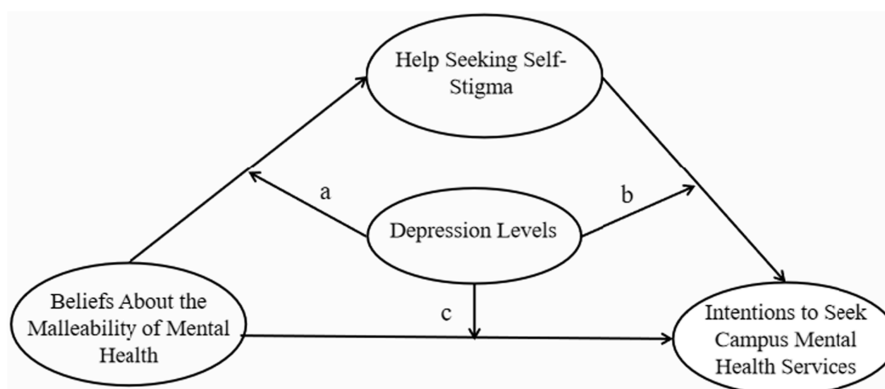 Help Seeking Self-
Stigma
a
b
Depression Levels
c
Beliefs About the
Malleability of Mental
Health
Intentions to Seek
Campus Mental
Health Services